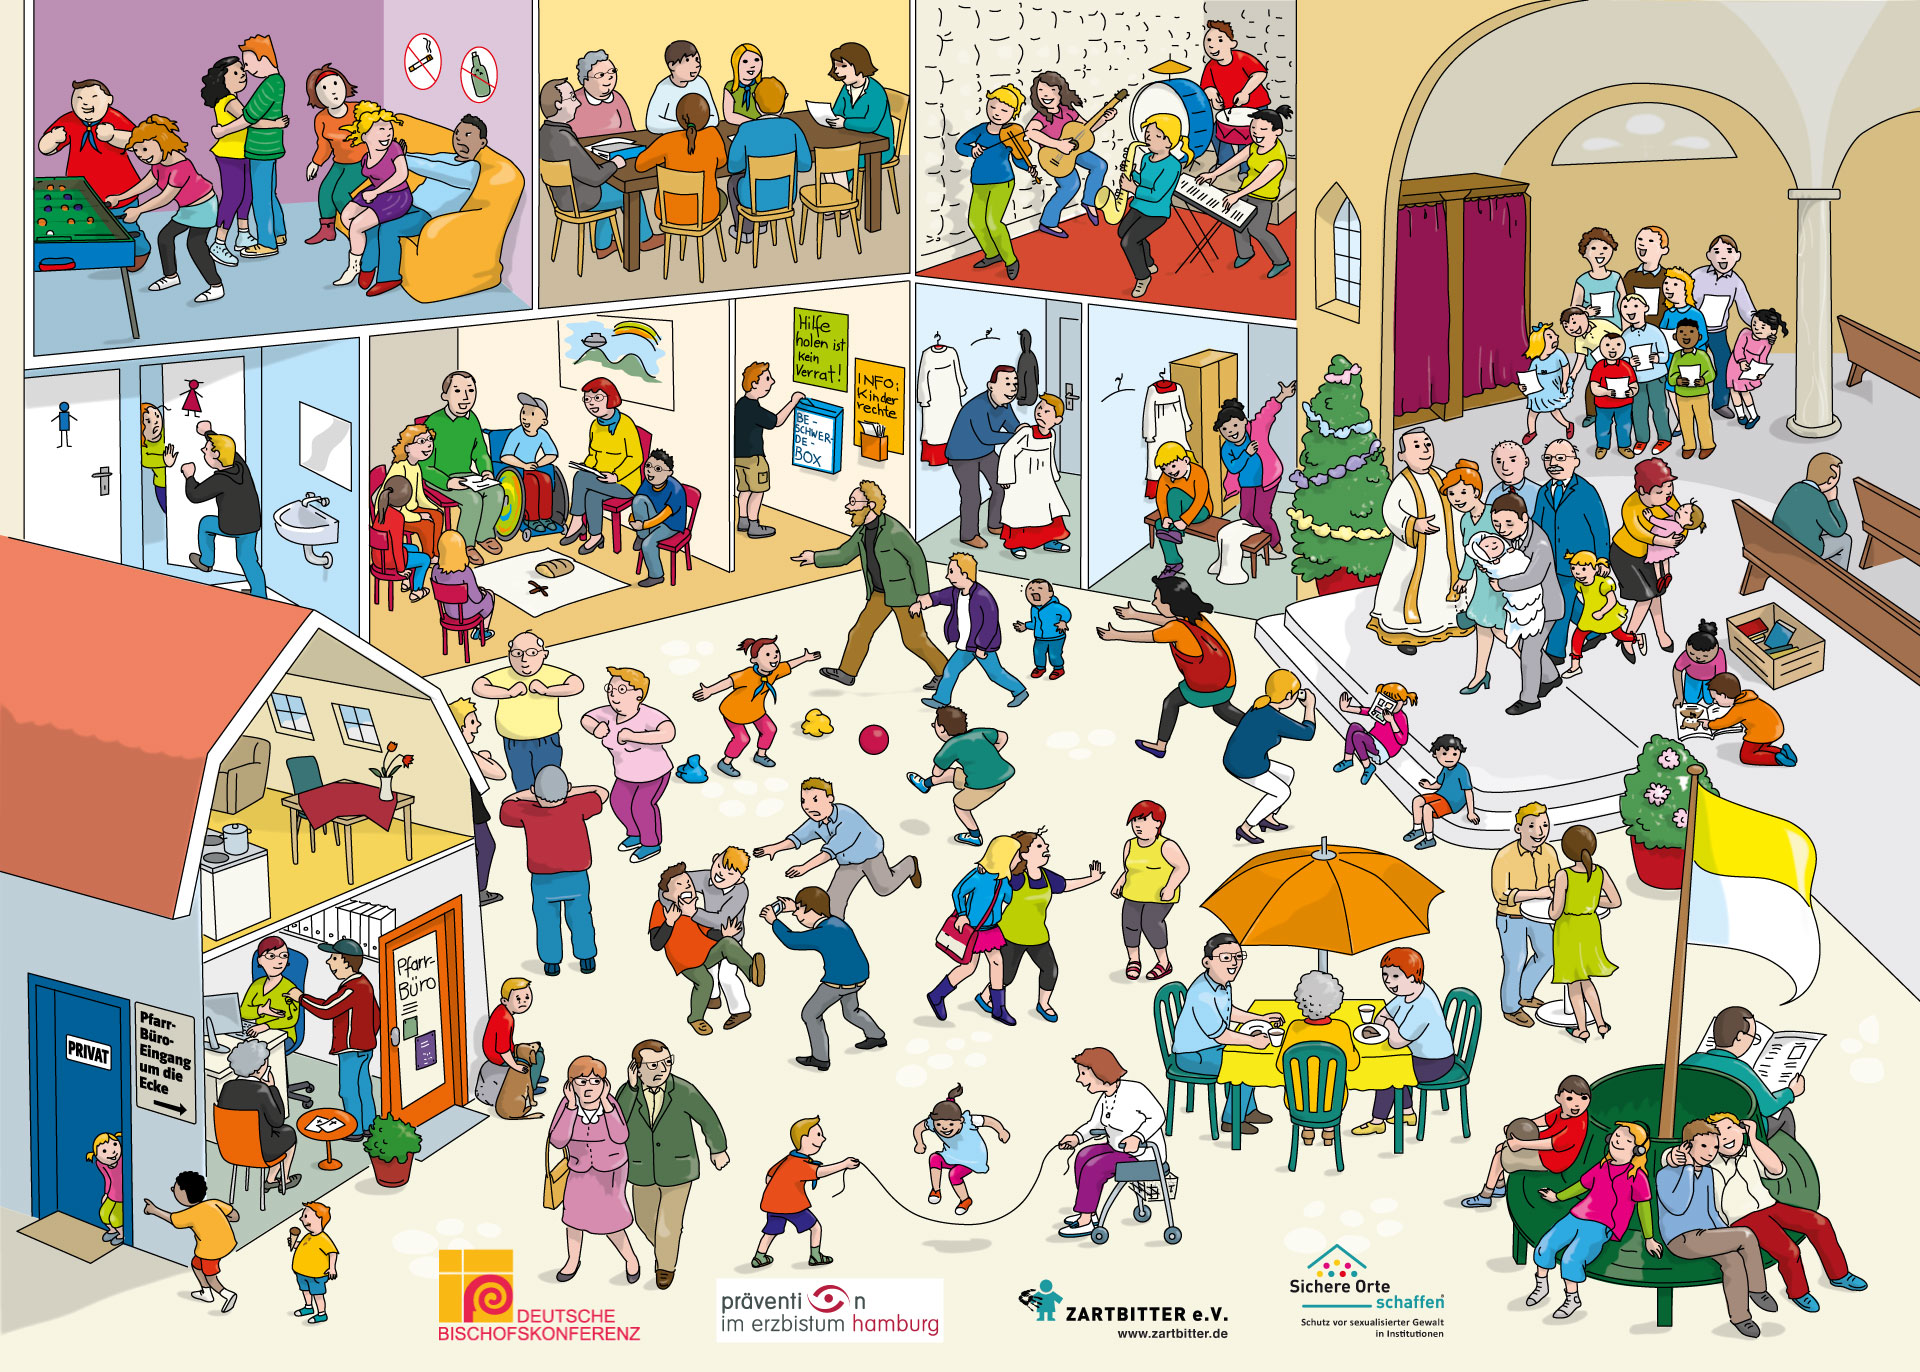 Hilfe
holen ist
kein
Verrat!
INFO:
Kinder
rechte
BE-
SCHWER-
DE-
BOX
Pfarr-
Büro
PRIVAT
Pfarr-
Büro-
Eingang
um die
Ecke
DEUTSCHE
BISCHOFSKONFERENZ
prävention
im erzbistum hamburg
ZARTBITTER e.V.
www.zartbitter.de
Sichere Orte
schaffen
Schutz vor sexualisierter Gewalt
in Institutionen